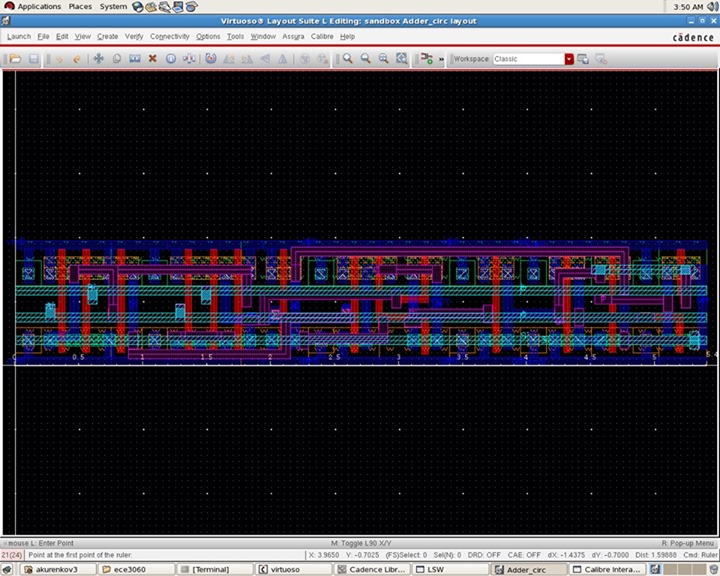 Applications Places System 3:50 AM
Virtuoso® Layout Suite L Editing: sandbox Adder_circ layout
Launch File Edit View Create Verify Connectivity Options Tools Window Assura Calibre Help cādence
Workspace: Classic
0 0.5 1 1.5 2 2.5 3 3.5 4 4.5 5 5.4
mouse L: Enter Point M: Toggle L90 X/Y R: Pop-up Menu
21(24) Point at the first point of the ruler: X: 3.9650 Y: -0.7025 (F)Select: 0 Sel(N): 0 DRD: OFF CAE: OFF dX: -1.4375 dY: -0.7000 Dist: 1.59888 Cmd: Ruler
akurenkov3 ece3060 [Terminal] virtuoso Cadence Libr... LSW Adder_circ Calibre Intera...